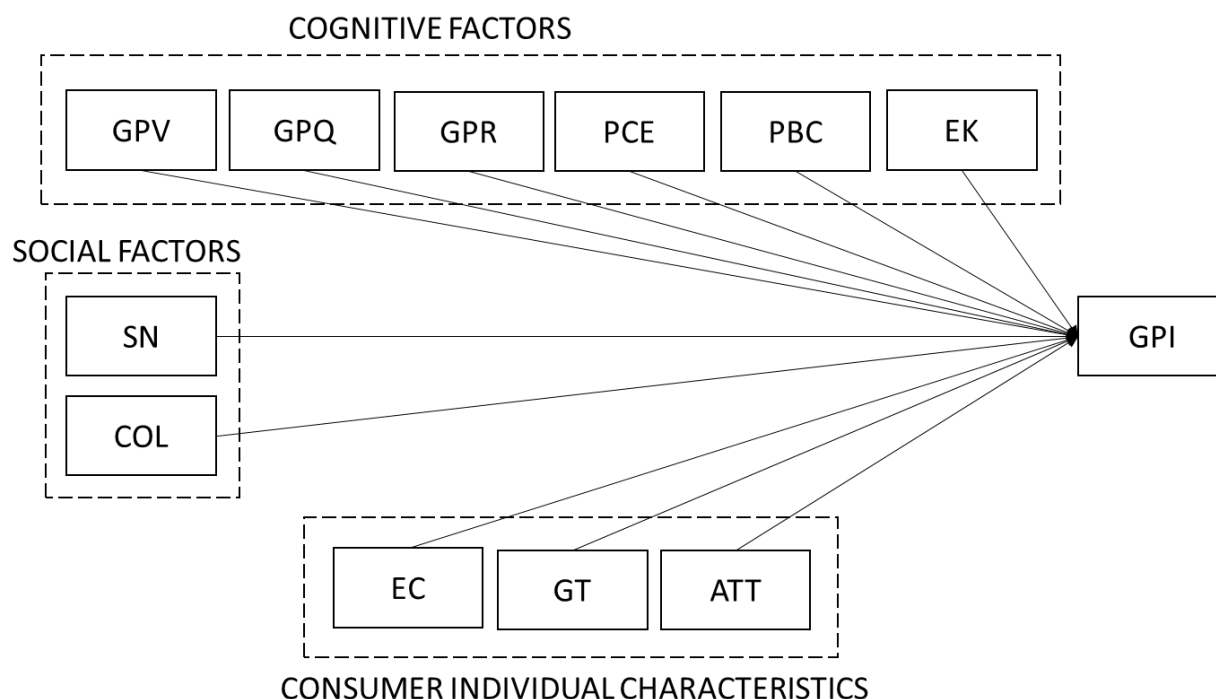 COGNITIVE FACTORS
GPV GPQ GPR PCE PBC EK
SOCIAL FACTORS
SN
GPI
COL
EC GT ATT
CONSUMER INDIVIDUAL CHARACTERISTICS